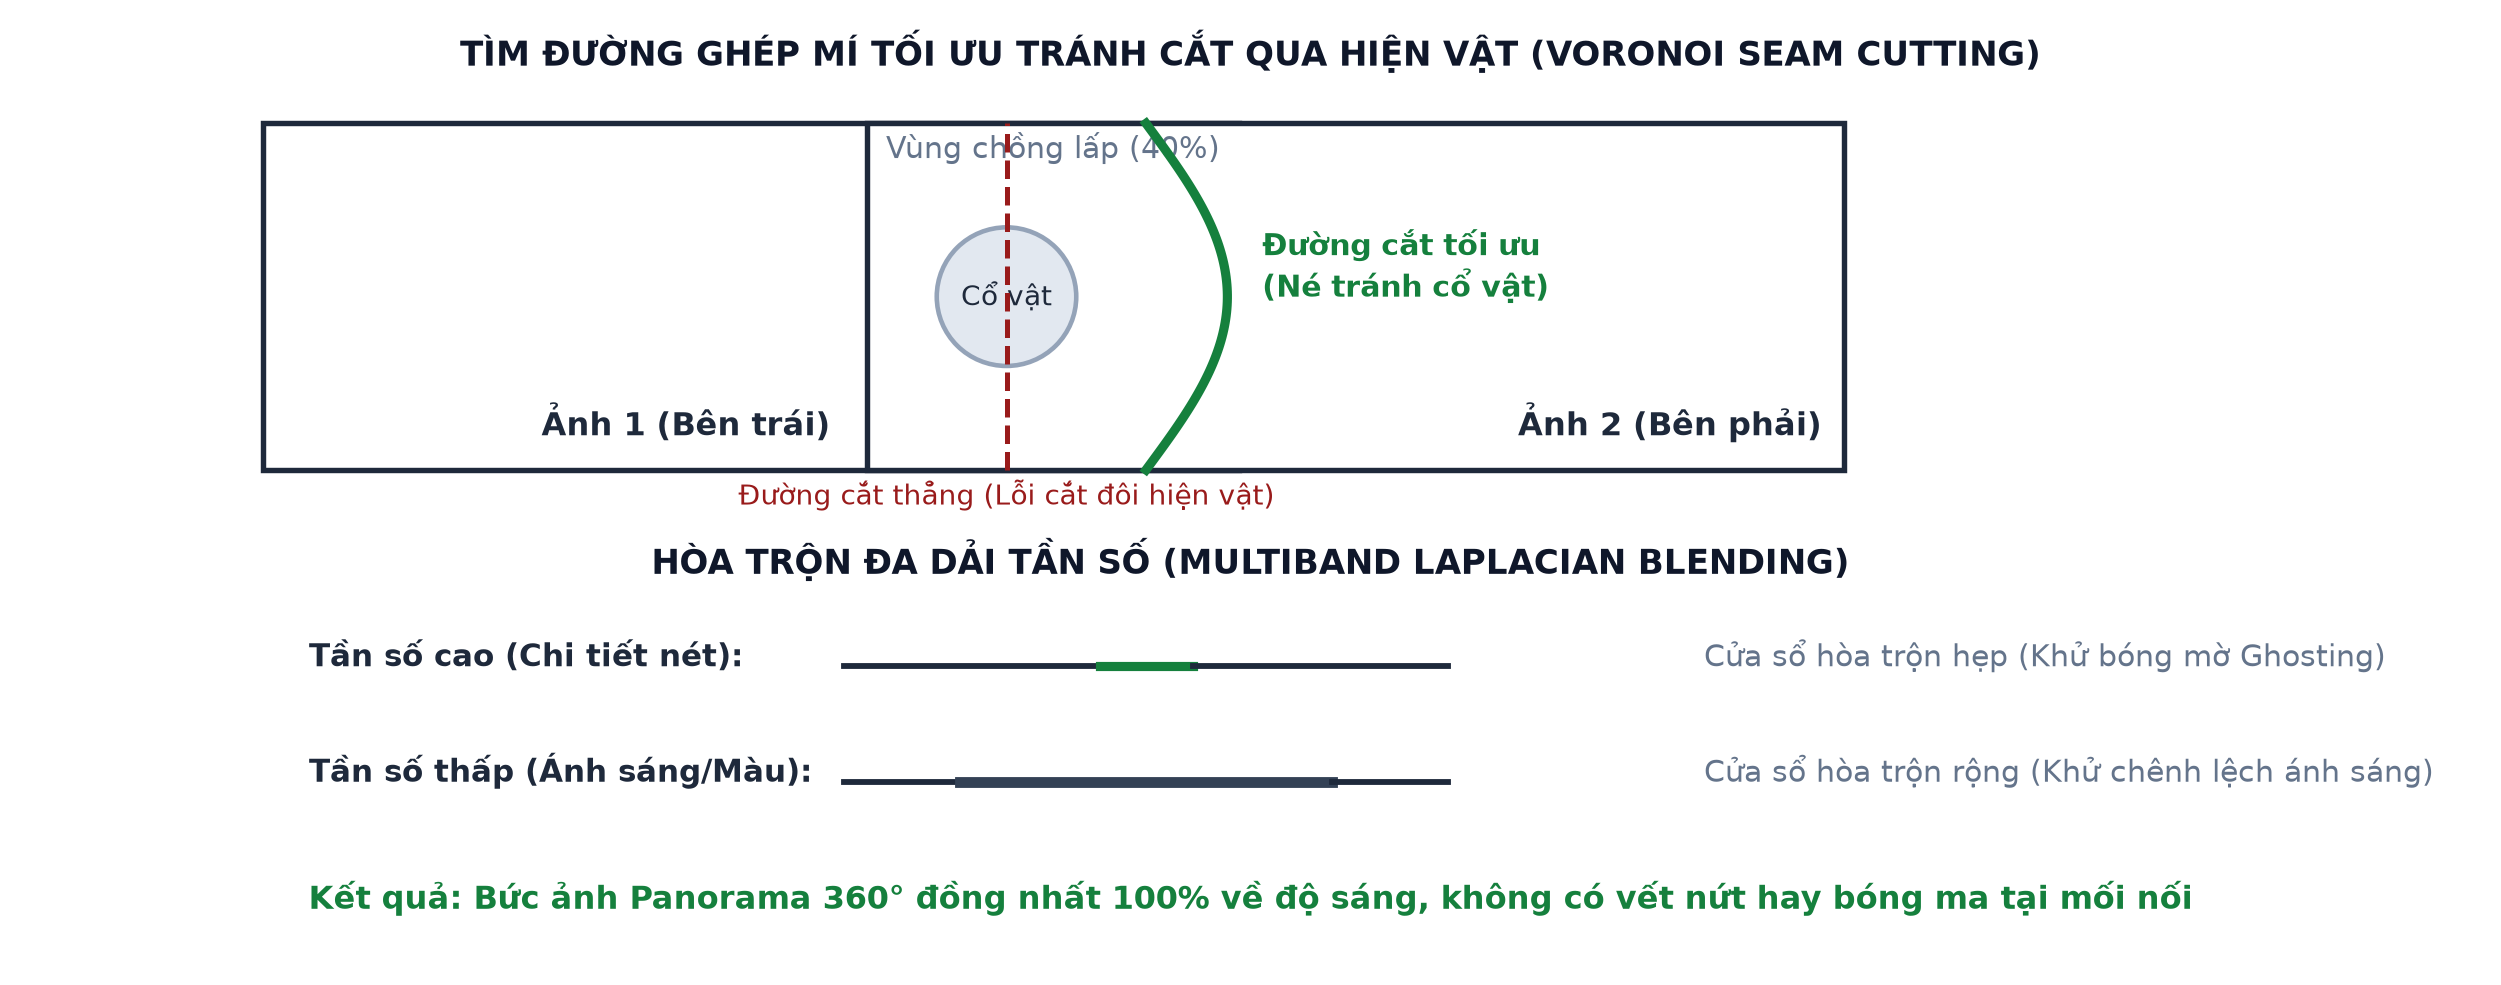 TÌM ĐƯỜNG GHÉP MÍ TỐI ƯU TRÁNH CẮT QUA HIỆN VẬT (VORONOI SEAM CUTTING)
Vùng chồng lấp (40%)
Đường cắt tối ưu
(Né tránh cổ vật)
Cổ vật
Ảnh 1 (Bên trái)
Ảnh 2 (Bên phải)
Đường cắt thẳng (Lỗi cắt đôi hiện vật)
HÒA TRỘN ĐA DẢI TẦN SỐ (MULTIBAND LAPLACIAN BLENDING)
Tần số cao (Chi tiết nét):
Cửa sổ hòa trộn hẹp (Khử bóng mờ Ghosting)
Tần số thấp (Ánh sáng/Màu):
Cửa sổ hòa trộn rộng (Khử chênh lệch ánh sáng)
Kết quả: Bức ảnh Panorama 360° đồng nhất 100% về độ sáng, không có vết nứt hay bóng ma tại mối nối